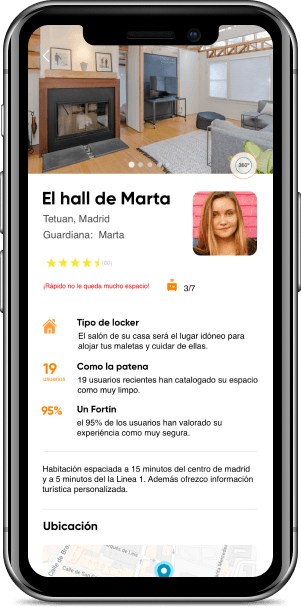 360°
El hall de Marta
Tetuan, Madrid
Guardiana: Marta
¡Rápido no le queda mucho espacio!
3/7
Tipo de locker
El salón de su casa será el lugar idóneo para
alojar tus maletas y cuidar de ellas.
19
usuarios
Como la patena
19 usuarios recientes han catalogado su espacio
como muy limpo.
95%
Un Fortín
el 95% de los usuarios han valorado su
experiéncia como muy segura.
Habitación espaciada a 15 minutos del centro de madrid
y a 5 minutos del la Linea 1. Además ofrezco información
turística personalizada.
Ubicación
Calle de